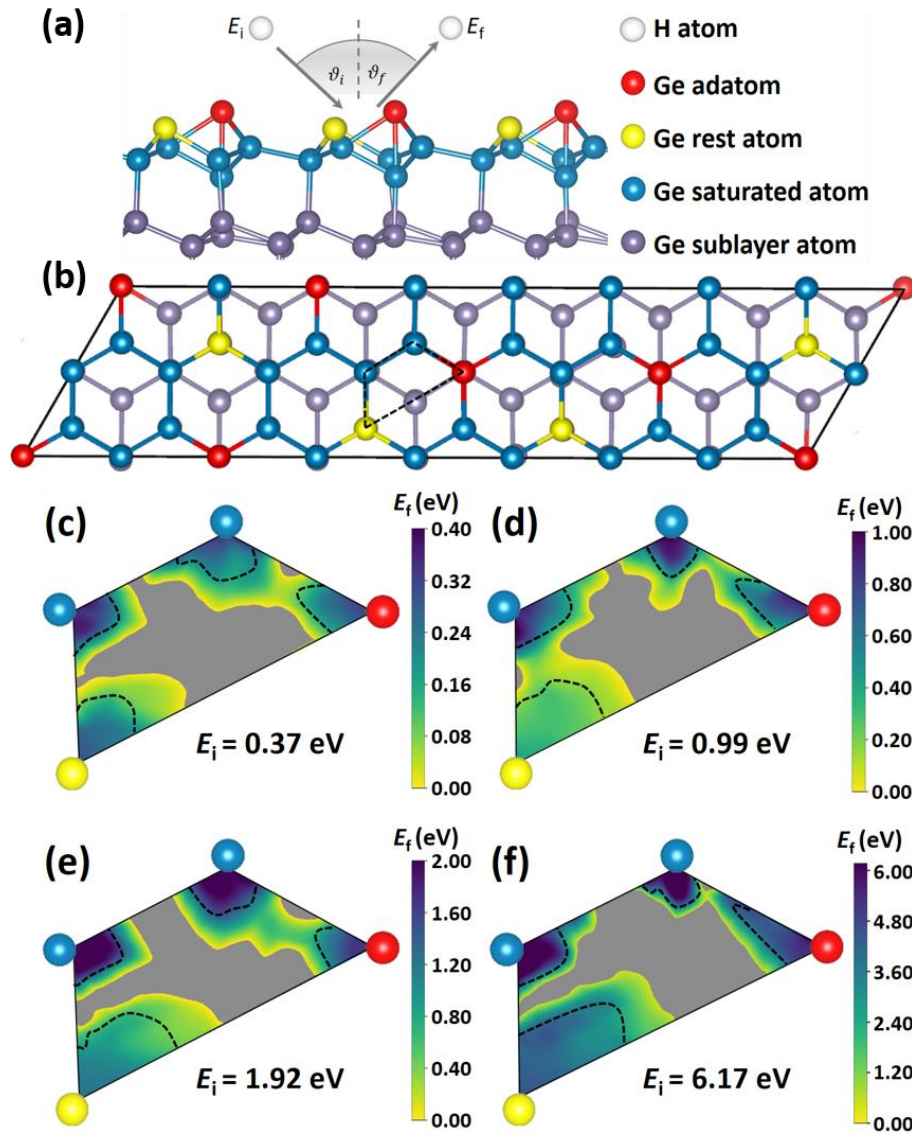 (a)
E_i
E_f
ϑ_i
ϑ_f
H atom
Ge adatom
Ge rest atom
Ge saturated atom
Ge sublayer atom
(b)
(c)
E_f (eV)
0.40
0.32
0.24
0.16
0.08
0.00
E_i = 0.37 eV
(d)
E_f (eV)
1.00
0.80
0.60
0.40
0.20
0.00
E_i = 0.99 eV
(e)
E_f (eV)
2.00
1.60
1.20
0.80
0.40
0.00
E_i = 1.92 eV
(f)
E_f (eV)
6.00
4.80
3.60
2.40
1.20
0.00
E_i = 6.17 eV